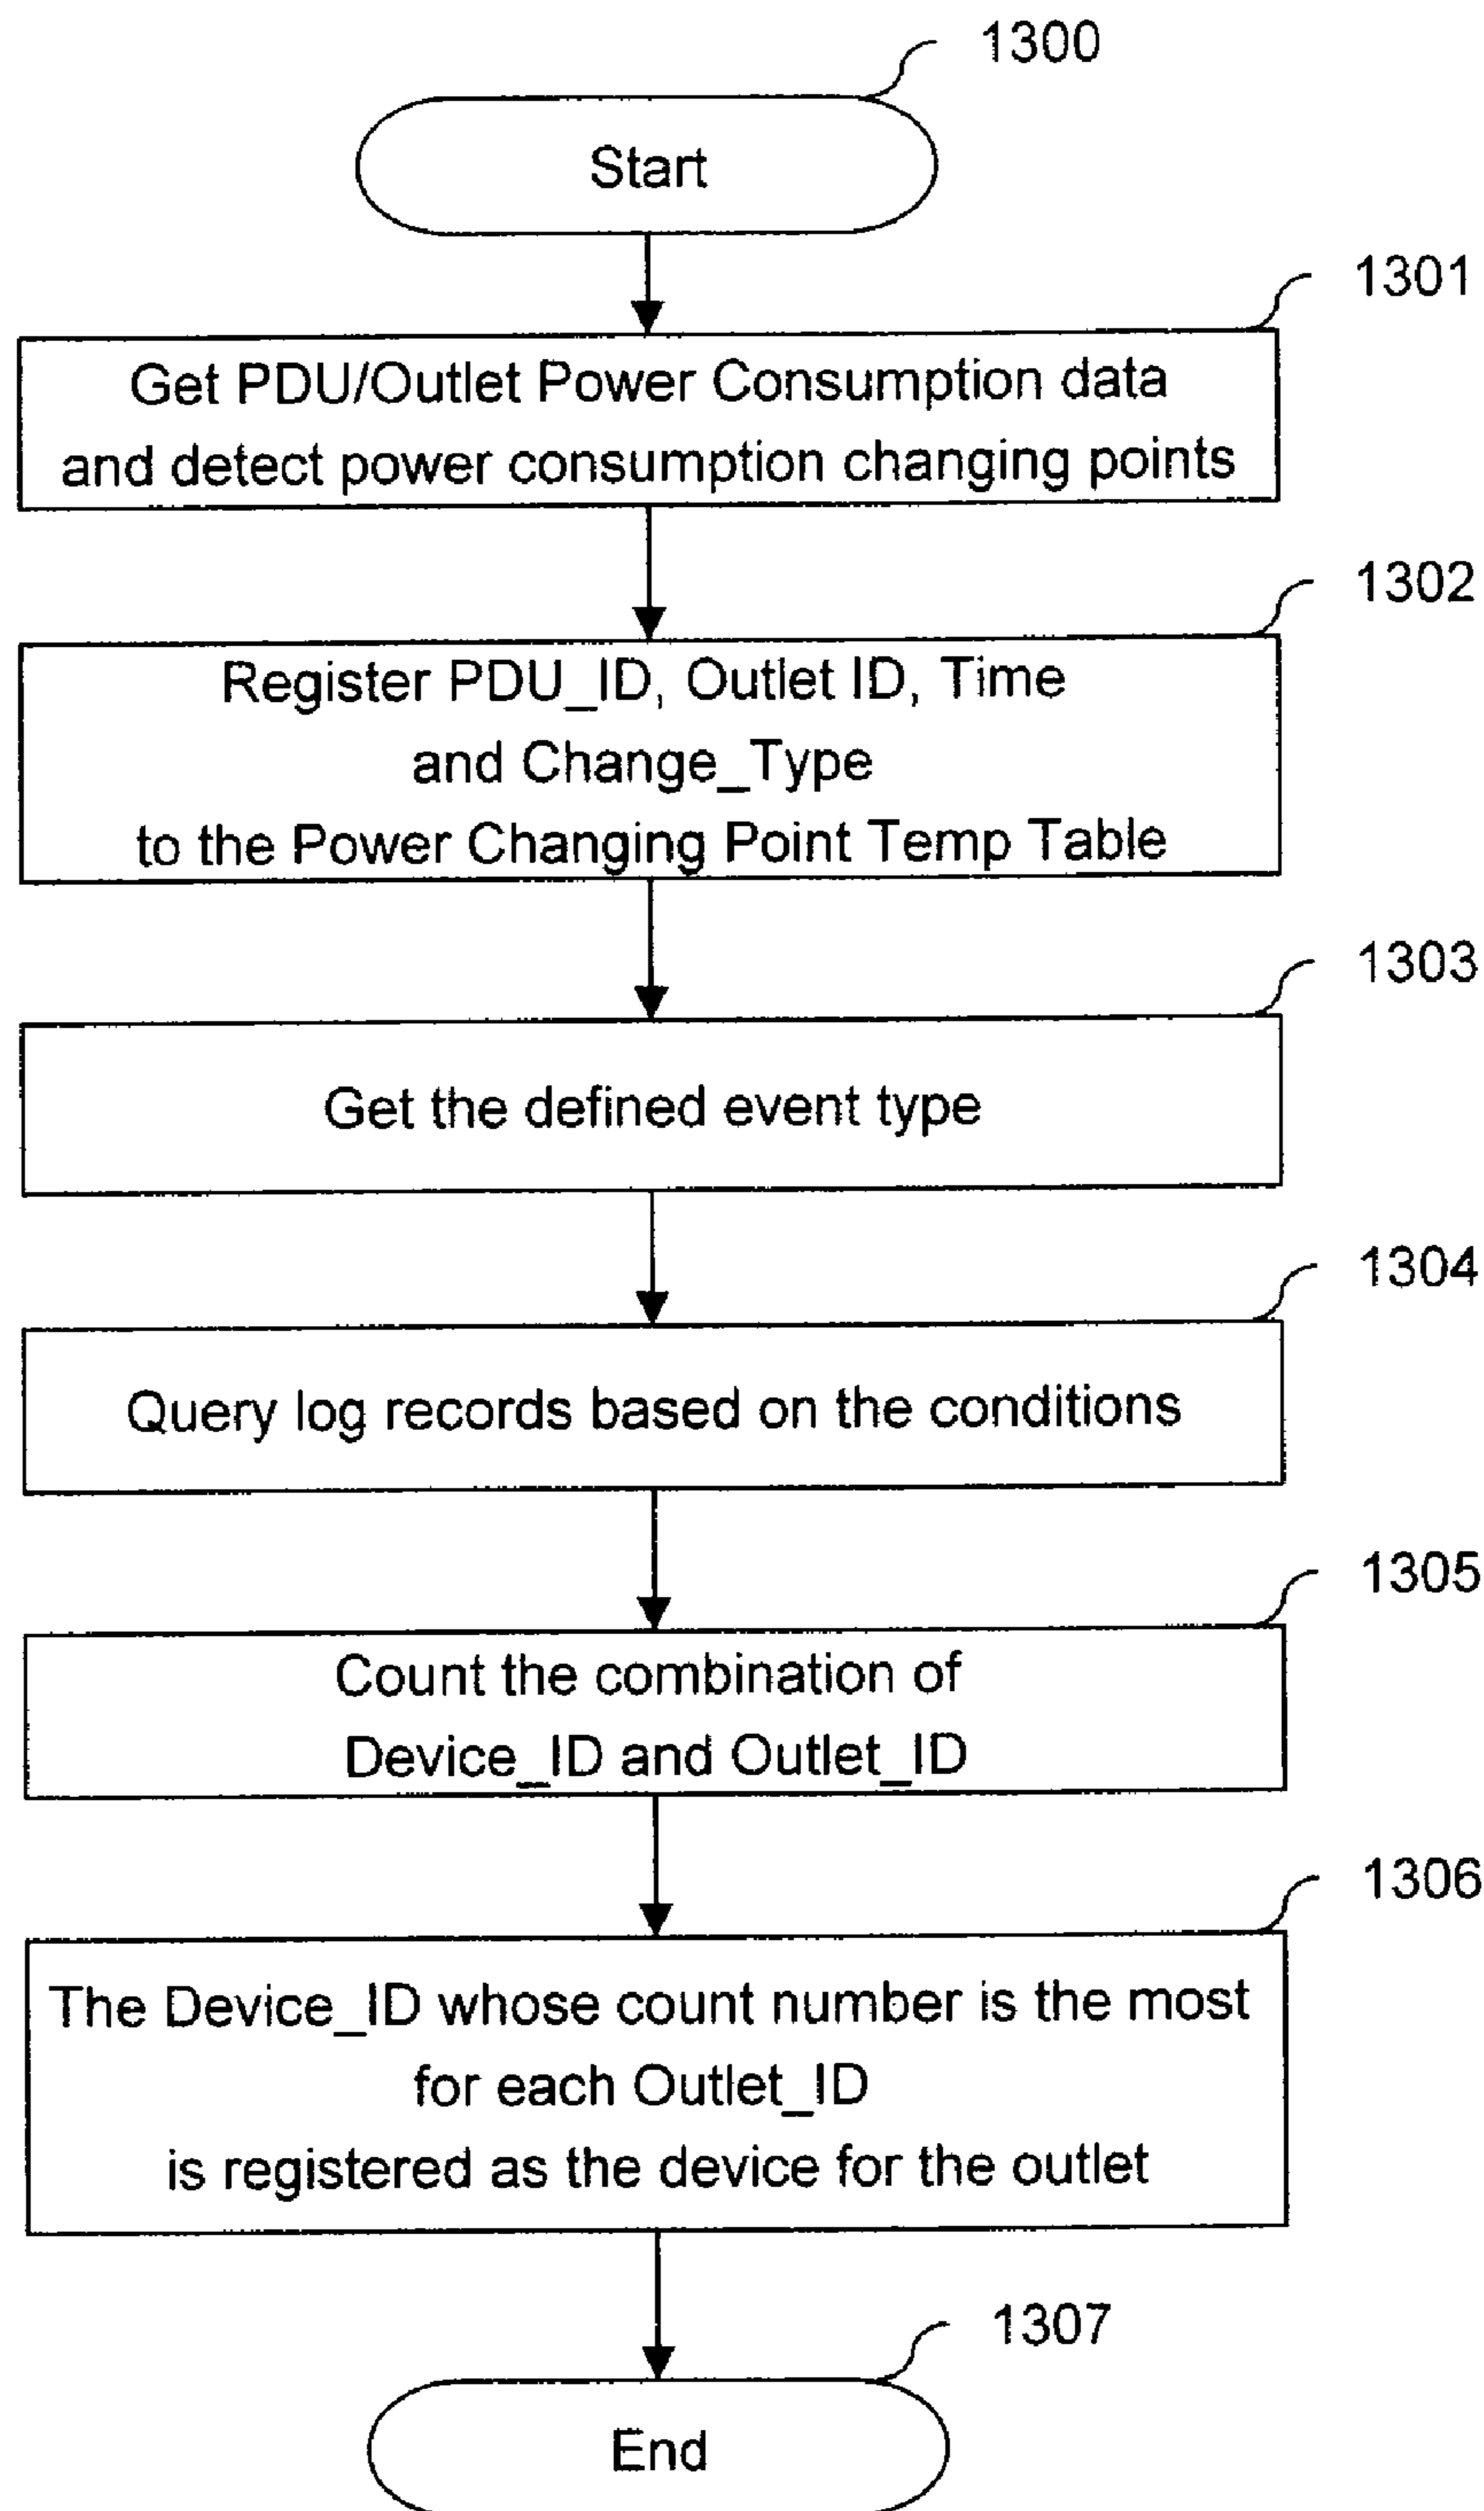 1300
Start
1301
Get PDU/Outlet Power Consumption data
and detect power consumption changing points
1302
Register PDU_ID, Outlet ID, Time
and Change_Type
to the Power Changing Point Temp Table
1303
Get the defined event type
1304
Query log records based on the conditions
1305
Count the combination of
Device_ID and Outlet_ID
1306
The Device_ID whose count number is the most
for each Outlet_ID
is registered as the device for the outlet
1307
End